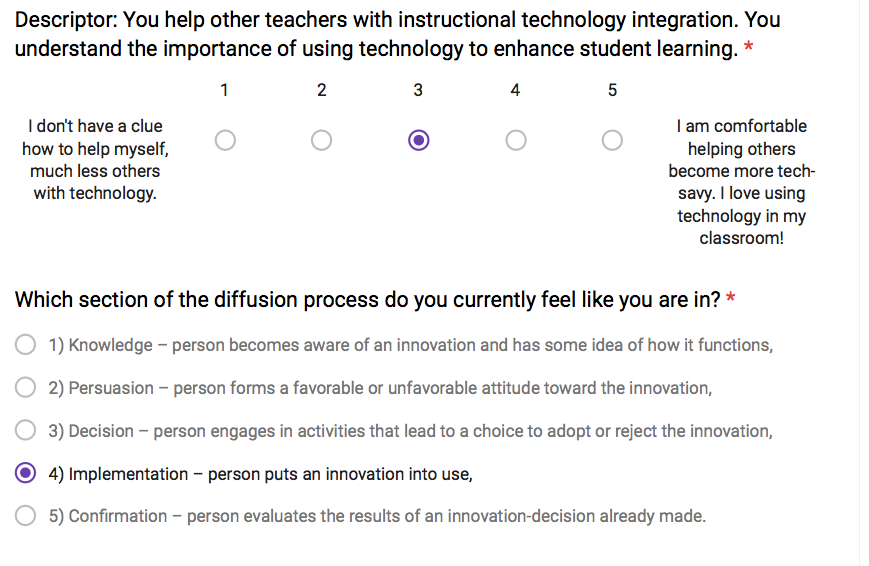 Descriptor: You help other teachers with instructional technology integration. You
understand the importance of using technology to enhance student learning. *
1 2 3 4 5
I don't have a clue
how to help myself,
much less others
with technology.
I am comfortable
helping others
become more tech-
savy. I love using
technology in my
classroom!
Which section of the diffusion process do you currently feel like you are in? *
1) Knowledge – person becomes aware of an innovation and has some idea of how it functions,
2) Persuasion – person forms a favorable or unfavorable attitude toward the innovation,
3) Decision – person engages in activities that lead to a choice to adopt or reject the innovation,
4) Implementation – person puts an innovation into use,
5) Confirmation – person evaluates the results of an innovation-decision already made.